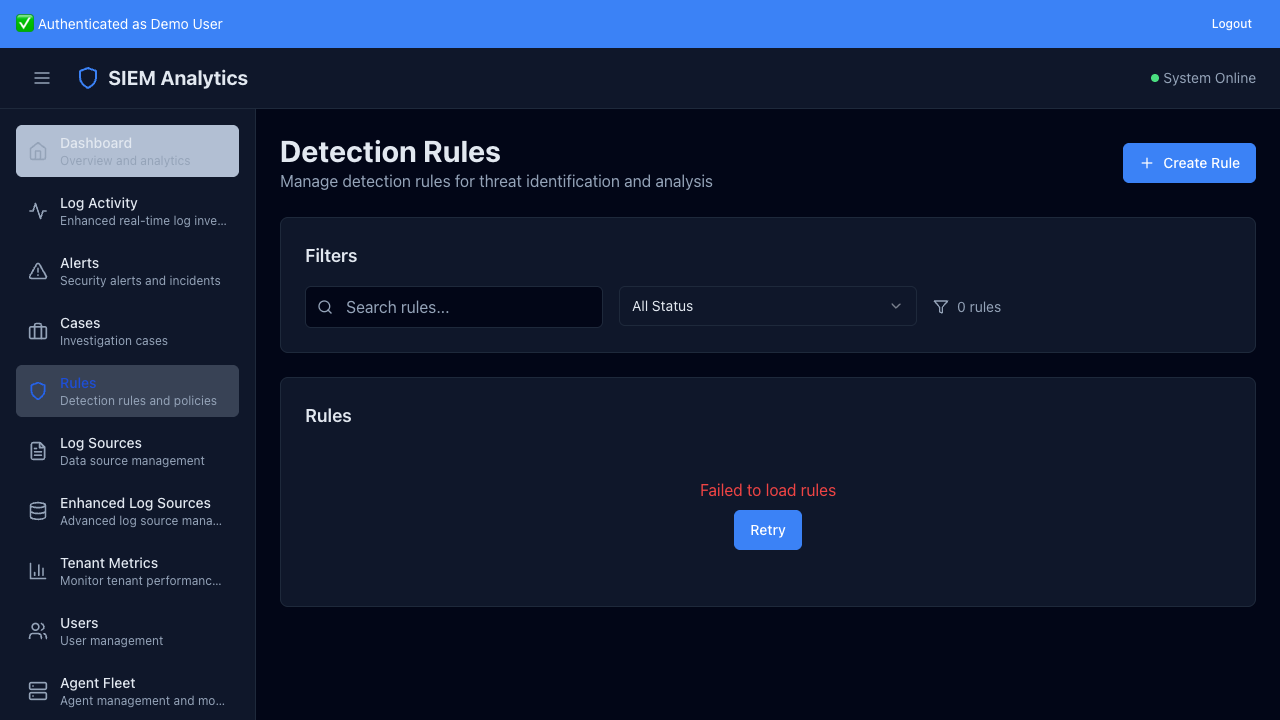 ✅ Authenticated as Demo User
Logout
SIEM Analytics
System Online
Dashboard
Overview and analytics
Log Activity
Enhanced real-time log inve...
Alerts
Security alerts and incidents
Cases
Investigation cases
Rules
Detection rules and policies
Log Sources
Data source management
Enhanced Log Sources
Advanced log source mana...
Tenant Metrics
Monitor tenant performanc...
Users
User management
Agent Fleet
Agent management and mo...
Detection Rules
Manage detection rules for threat identification and analysis
Create Rule
Filters
Search rules...
All Status
0 rules
Rules
Failed to load rules
Retry